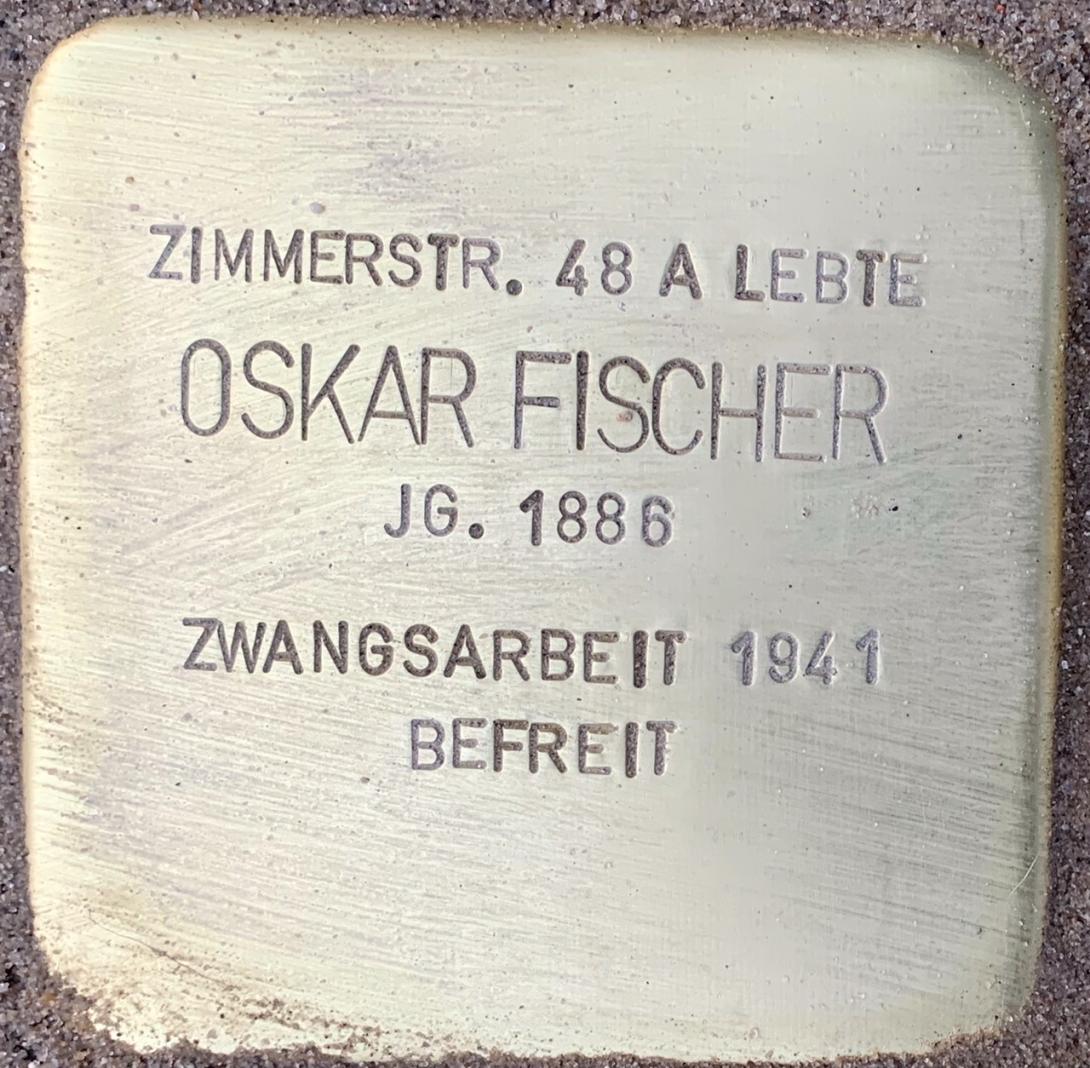 ZIMMERSTR. 48 A LEBTE
OSKAR FISCHER
JG. 1886
ZWANGSARBEIT 1941
BEFREIT